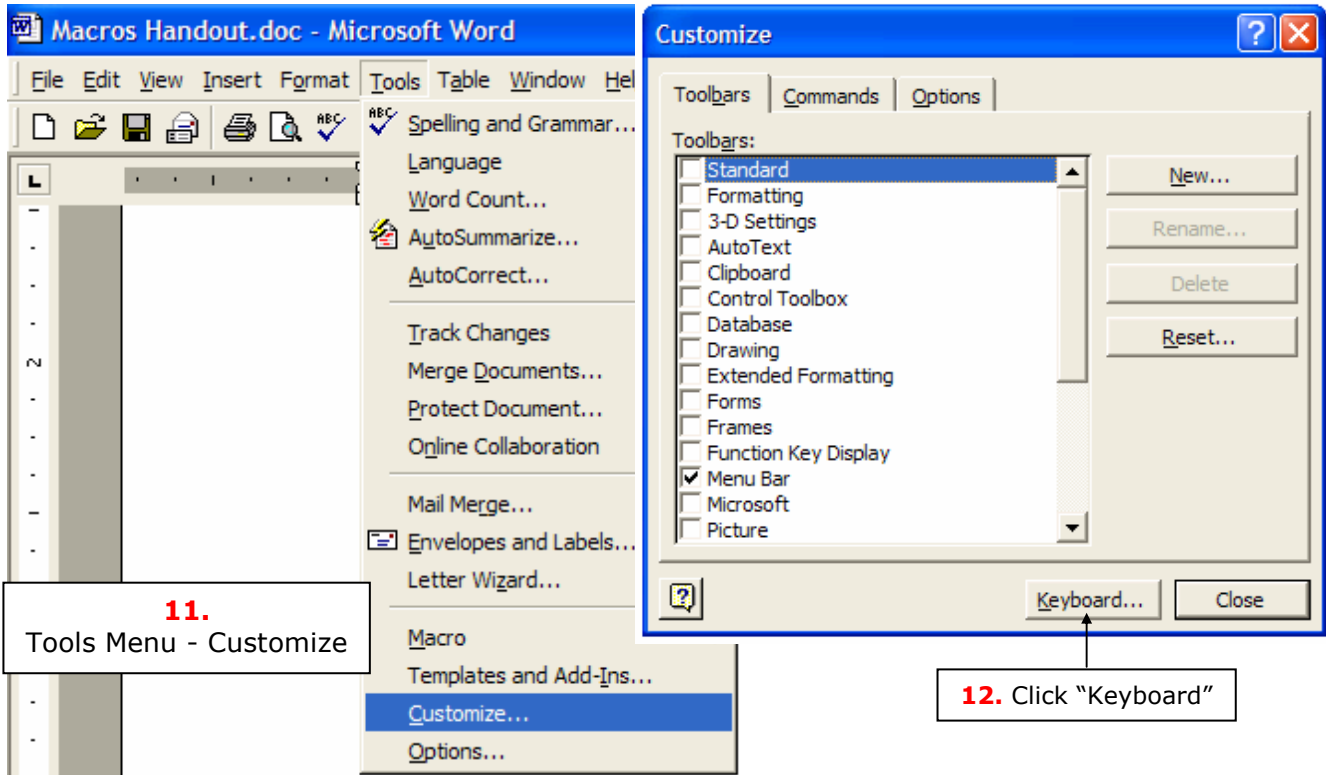 Macros Handout.doc - Microsoft Word
File Edit View Insert Format Tools Table Window Hel
ABC
ABC
Spelling and Grammar...
Language
Word Count...
AutoSummarize...
AutoCorrect...
Track Changes
Merge Documents...
Protect Document...
Online Collaboration
Mail Merge...
Envelopes and Labels...
Letter Wizard...
Macro
Templates and Add-Ins...
Customize...
Options...
L
2
11.
Tools Menu - Customize
Customize
Toolbars Commands Options
Toolbars:
Standard
Formatting
3-D Settings
AutoText
Clipboard
Control Toolbox
Database
Drawing
Extended Formatting
Forms
Frames
Function Key Display
Menu Bar
Microsoft
Picture
New...
Rename...
Delete
Reset...
Keyboard... Close
12. Click “Keyboard”